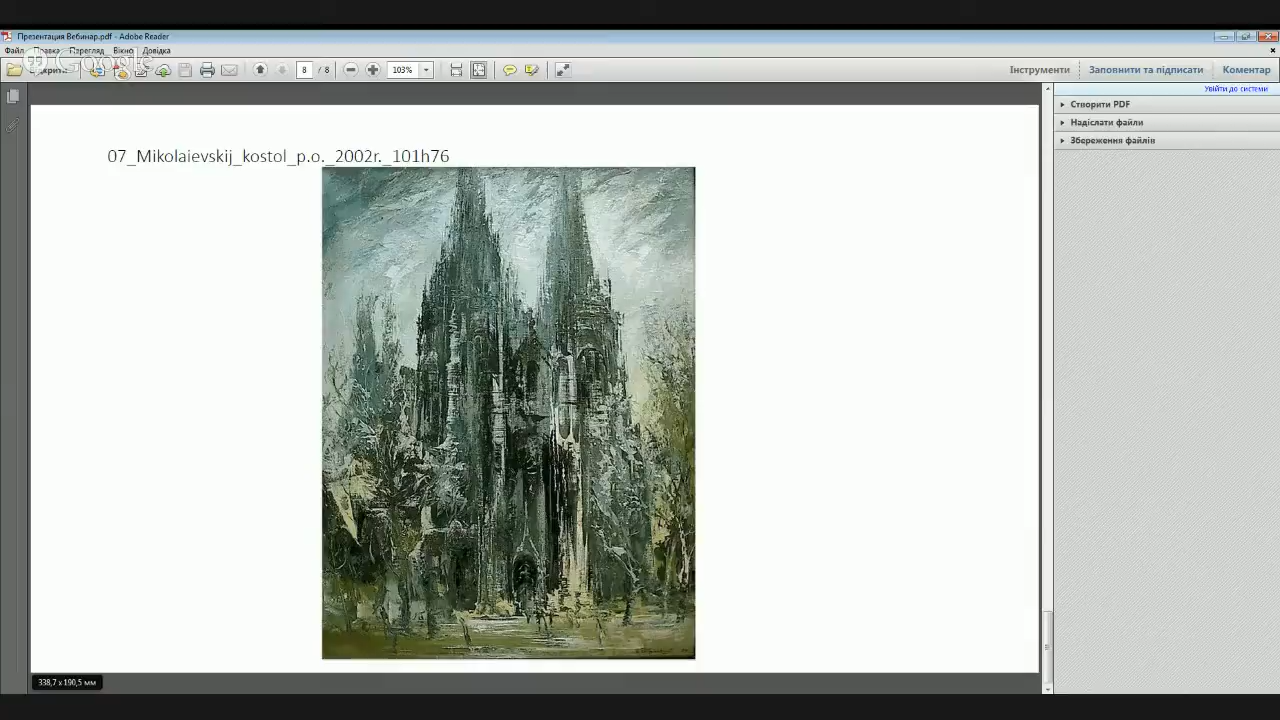 Презентация Вебинар.pdf - Adobe Reader
Файл Правка Перегляд Вікно Довідка
Google
8 / 8 103% Інструменти Заповнити та підписати Коментар
Увійти до системи
Створити PDF
Надіслати файли
Збереження файлів
07_Mikolaievskij_kostol_p.o._2002r._101h76
338,7 x 190,5 мм